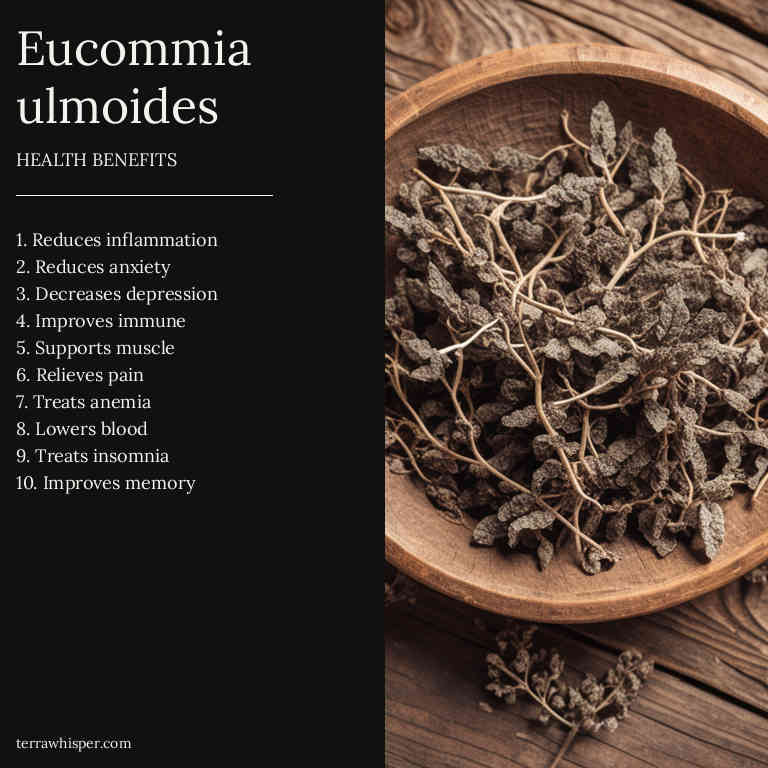 Eucommia
ulmoides
HEALTH BENEFITS
1. Reduces inflammation
2. Reduces anxiety
3. Decreases depression
4. Improves immune
5. Supports muscle
6. Relieves pain
7. Treats anemia
8. Lowers blood
9. Treats insomnia
10. Improves memory
terrawhisper.com